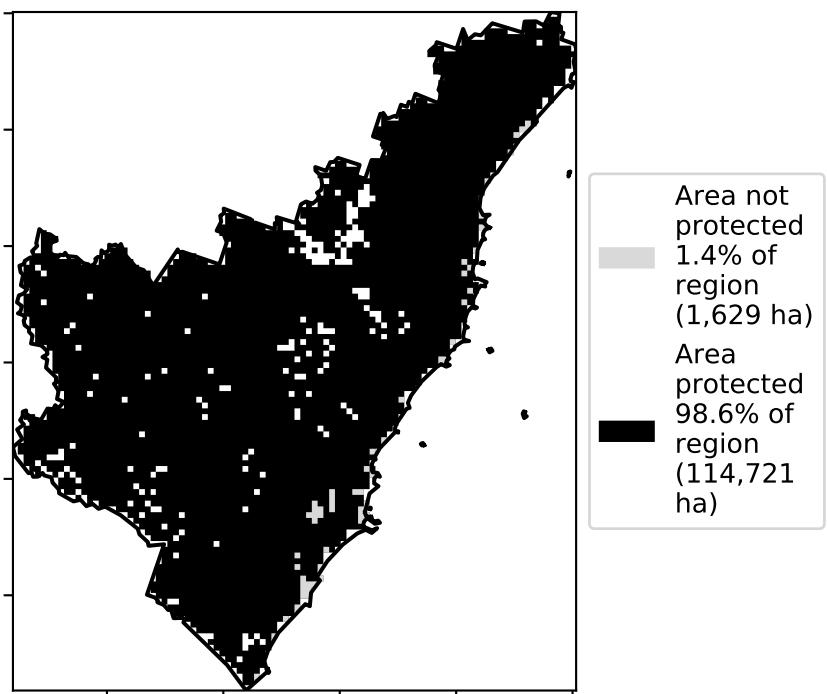 Area not
protected
1.4% of
region
(1,629 ha)
Area
protected
98.6% of
region
(114,721
ha)